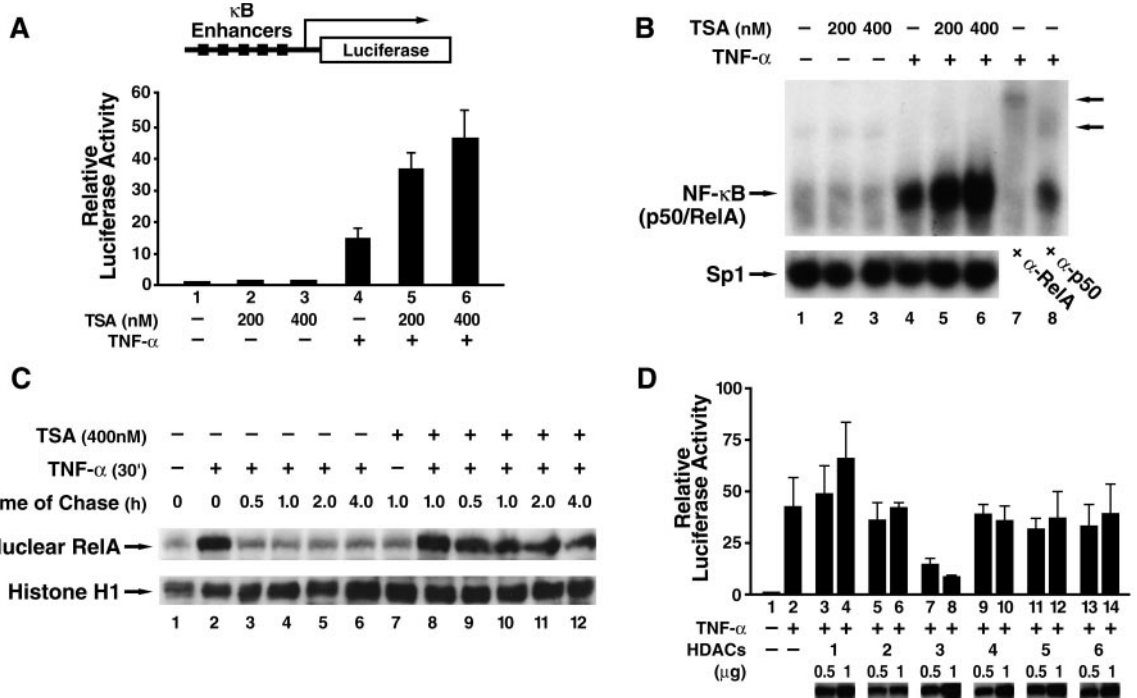 A
κB
Enhancers
Luciferase
Relative
Luciferase Activity
60
50
40
30
20
10
0
1 2 3 4 5 6
TSA (nM) – 200 400 – 200 400
TNF-α – – – + + +
B
TSA (nM) – 200 400 – 200 400 – –
TNF-α – – – + + + + +
NF-κB
(p50/RelA)
Sp1
+ α-RelA
+ α-p50
1 2 3 4 5 6 7 8
C
TSA (400nM) – – – – – – + + + + + +
TNF-α (30') – + + + + + – + + + + +
me of Chase (h) 0 0 0.5 1.0 2.0 4.0 1.0 1.0 0.5 1.0 2.0 4.0
uclear RelA
Histone H1
1 2 3 4 5 6 7 8 9 10 11 12
D
Relative
Luciferase Activity
100
75
50
25
0
1 2 3 4 5 6 7 8 9 10 11 12 13 14
TNF-α – + + + + + + + + + + + + +
HDACs – – 1 2 3 4 5 6
(μg) 0.5 1 0.5 1 0.5 1 0.5 1 0.5 1 0.5 1